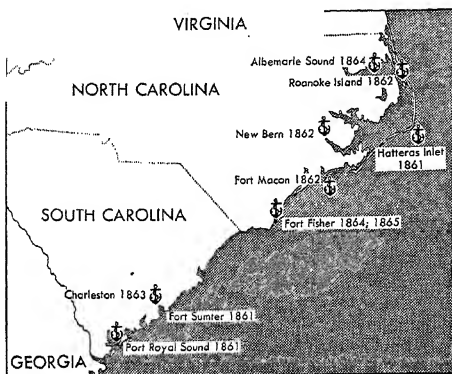 VIRGINIA
Albemarle Sound 1864
Roanoke Island 1862
NORTH CAROLINA
New Bern 1862
Hatteras Inlet
1861
Fort Macon 1862
SOUTH CAROLINA
Fort Fisher 1864; 1865
Charleston 1863
Fort Sumter 1861
Port Royal Sound 1861
GEORGIA